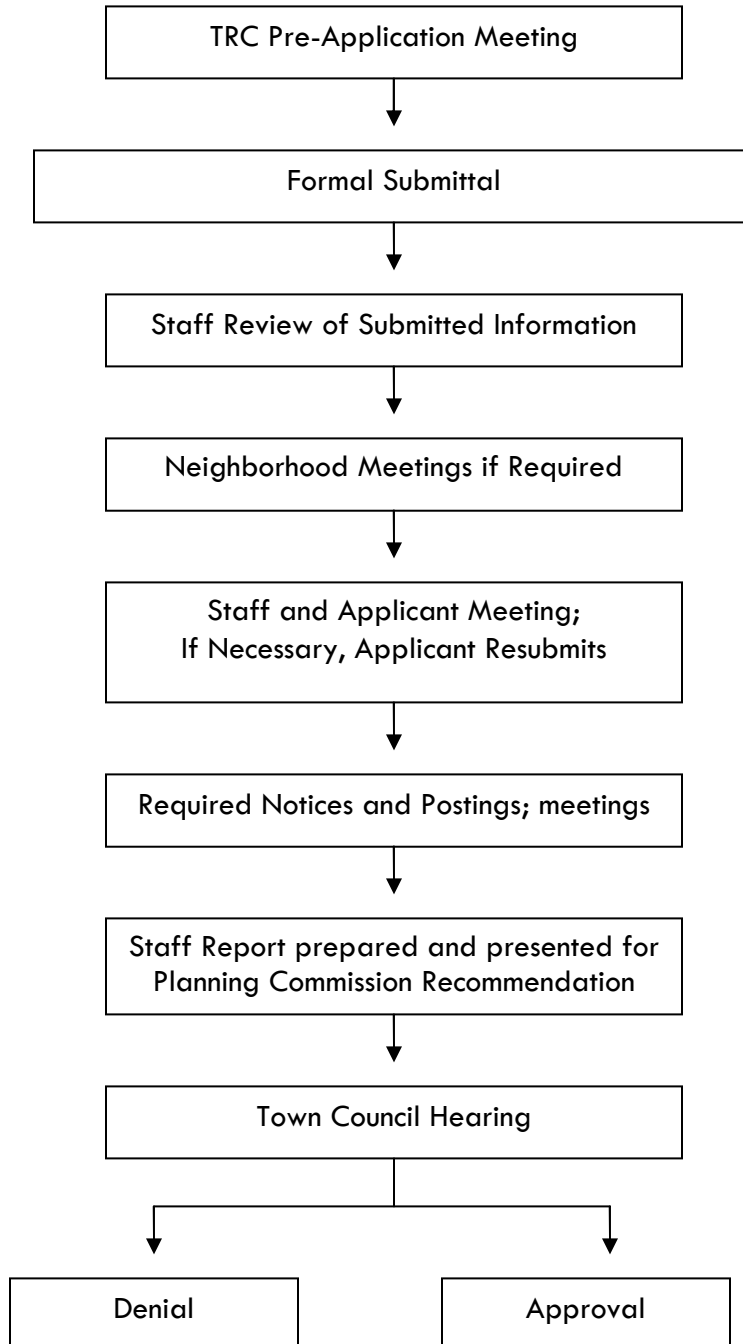 TRC Pre-Application Meeting
Formal Submittal
Staff Review of Submitted Information
Neighborhood Meetings if Required
Staff and Applicant Meeting;
If Necessary, Applicant Resubmits
Required Notices and Postings; meetings
Staff Report prepared and presented for
Planning Commission Recommendation
Town Council Hearing
Denial
Approval